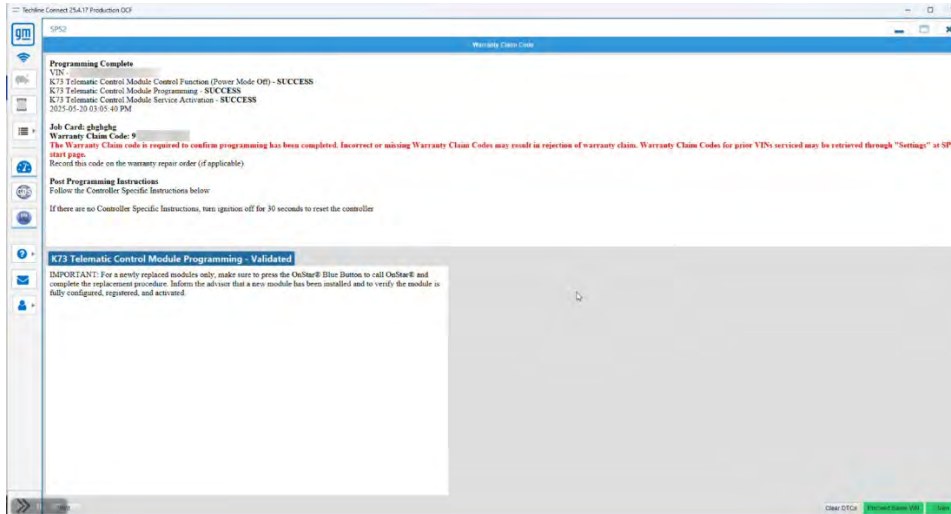 Techline Connect 25.4.17 Production OCF
gm
SPS2
Warranty Claim Code
Programming Complete
VIN -
K73 Telematic Control Module Control Function (Power Mode Off) - SUCCESS
K73 Telematic Control Module Programming - SUCCESS
K73 Telematic Control Module Service Activation - SUCCESS
2025-05-20 03:05:40 PM
Job Card: ghghghg
Warranty Claim Code: 9
The Warranty Claim code is required to confirm programming has been completed. Incorrect or missing Warranty Claim Codes may result in rejection of warranty claim. Warranty Claim Codes for prior VINs serviced may be retrieved through "Settings" at SP
start page.
Record this code on the warranty repair order (if applicable)
Post Programming Instructions
Follow the Controller Specific Instructions below
If there are no Controller Specific Instructions, turn ignition off for 30 seconds to reset the controller
K73 Telematic Control Module Programming - Validated
IMPORTANT: For a newly replaced modules only, make sure to press the OnStar® Blue Button to call OnStar® and
complete the replacement procedure. Inform the advisor that a new module has been installed and to verify the module is
fully configured, registered, and activated.
Clear DTCs
Proceed Same VIN